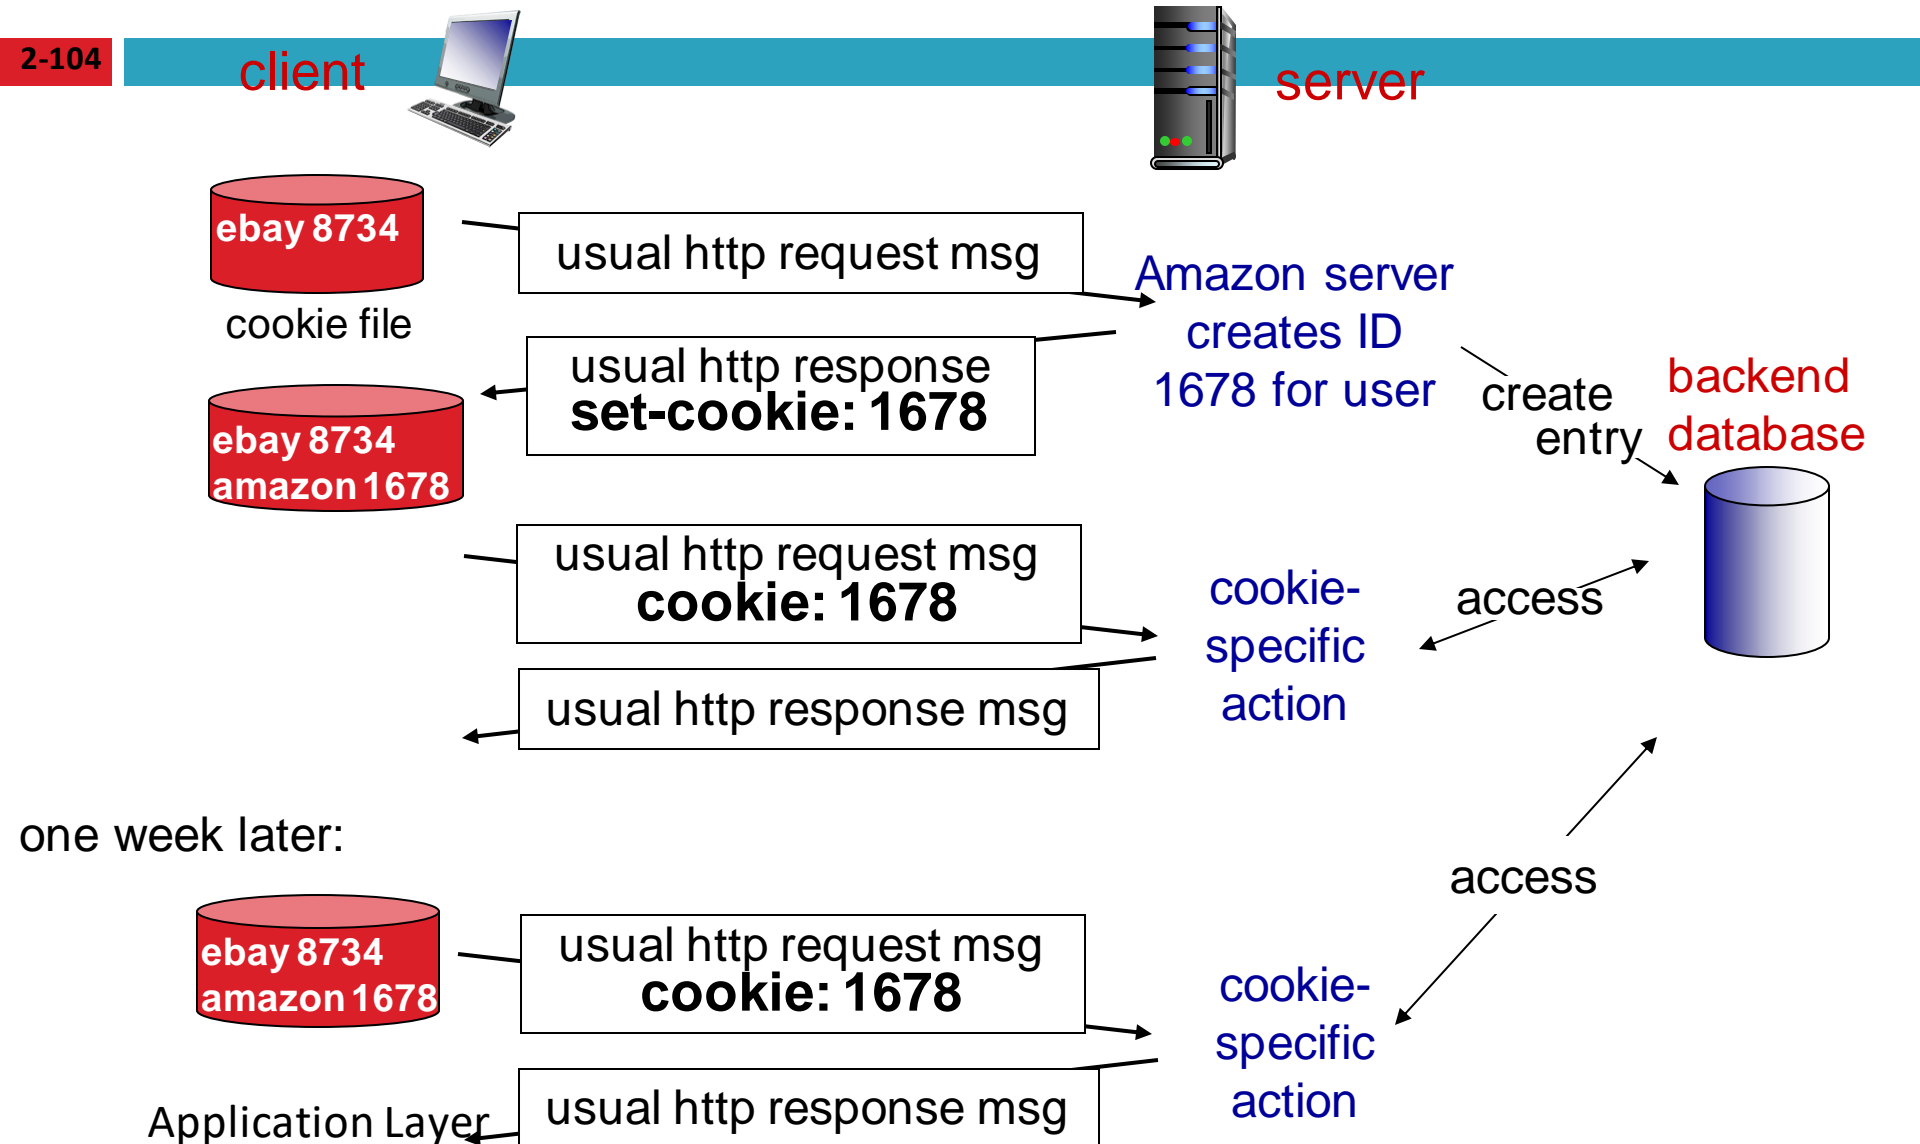 2-104
client
server
ebay 8734
cookie file
usual http request msg
Amazon server
creates ID
1678 for user
usual http response
set-cookie: 1678
create
entry
backend
database
ebay 8734
amazon 1678
usual http request msg
cookie: 1678
cookie-
specific
action
access
usual http response msg
one week later:
access
ebay 8734
amazon 1678
usual http request msg
cookie: 1678
cookie-
specific
action
usual http response msg
Application Layer